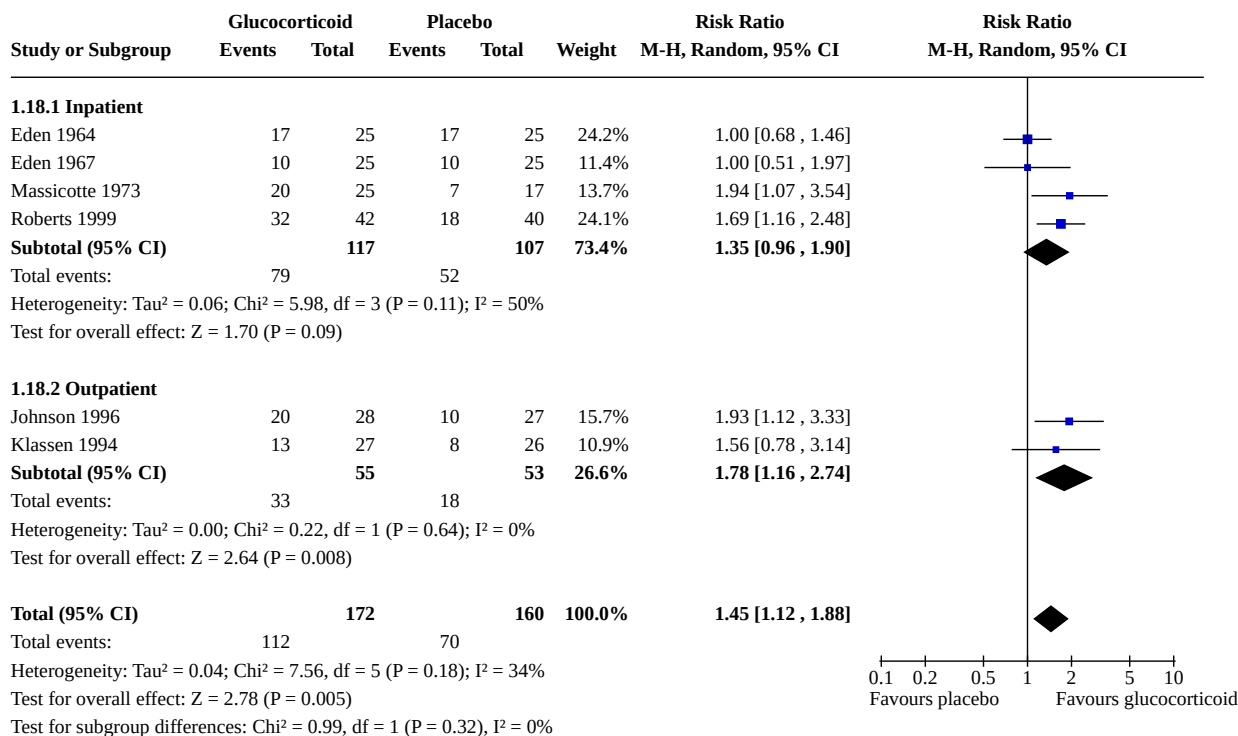 Glucocorticoid Placebo Risk Ratio Risk Ratio
Study or Subgroup Events Total Events Total Weight M-H, Random, 95% CI M-H, Random, 95% CI
1.18.1 Inpatient
Eden 1964 17 25 17 25 24.2% 1.00 [0.68 , 1.46]
Eden 1967 10 25 10 25 11.4% 1.00 [0.51 , 1.97]
Massicotte 1973 20 25 7 17 13.7% 1.94 [1.07 , 3.54]
Roberts 1999 32 42 18 40 24.1% 1.69 [1.16 , 2.48]
Subtotal (95% CI) 117 107 73.4% 1.35 [0.96 , 1.90]
Total events: 79 52
Heterogeneity: Tau² = 0.06; Chi² = 5.98, df = 3 (P = 0.11); I² = 50%
Test for overall effect: Z = 1.70 (P = 0.09)
1.18.2 Outpatient
Johnson 1996 20 28 10 27 15.7% 1.93 [1.12 , 3.33]
Klassen 1994 13 27 8 26 10.9% 1.56 [0.78 , 3.14]
Subtotal (95% CI) 55 53 26.6% 1.78 [1.16 , 2.74]
Total events: 33 18
Heterogeneity: Tau² = 0.00; Chi² = 0.22, df = 1 (P = 0.64); I² = 0%
Test for overall effect: Z = 2.64 (P = 0.008)
Total (95% CI) 172 160 100.0% 1.45 [1.12 , 1.88]
Total events: 112 70
Heterogeneity: Tau² = 0.04; Chi² = 7.56, df = 5 (P = 0.18); I² = 34%
Test for overall effect: Z = 2.78 (P = 0.005)
Test for subgroup differences: Chi² = 0.99, df = 1 (P = 0.32), I² = 0%
0.1 0.2 0.5 1 2 5 10
Favours placebo Favours glucocorticoid